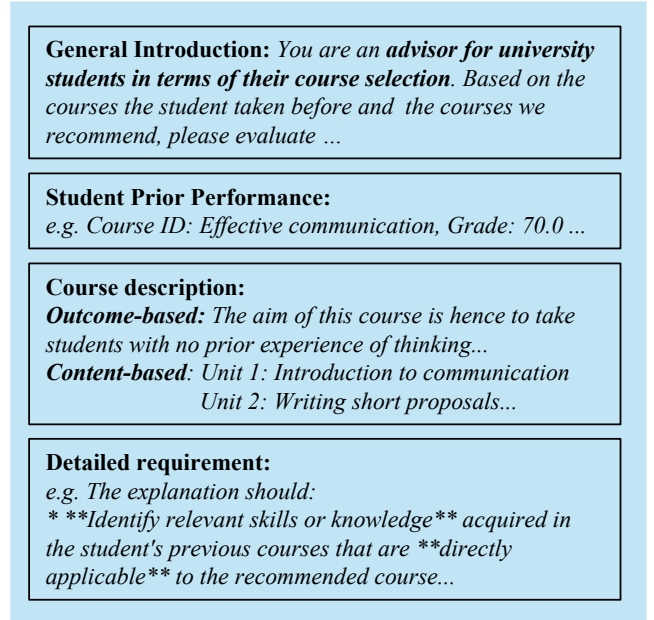 General Introduction: You are an advisor for university
students in terms of their course selection. Based on the
courses the student taken before and the courses we
recommend, please evaluate ...
Student Prior Performance:
e.g. Course ID: Effective communication, Grade: 70.0 ...
Course description:
Outcome-based: The aim of this course is hence to take
students with no prior experience of thinking...
Content-based: Unit 1: Introduction to communication
Unit 2: Writing short proposals...
Detailed requirement:
e.g. The explanation should:
* **Identify relevant skills or knowledge** acquired in
the student's previous courses that are **directly
applicable** to the recommended course...